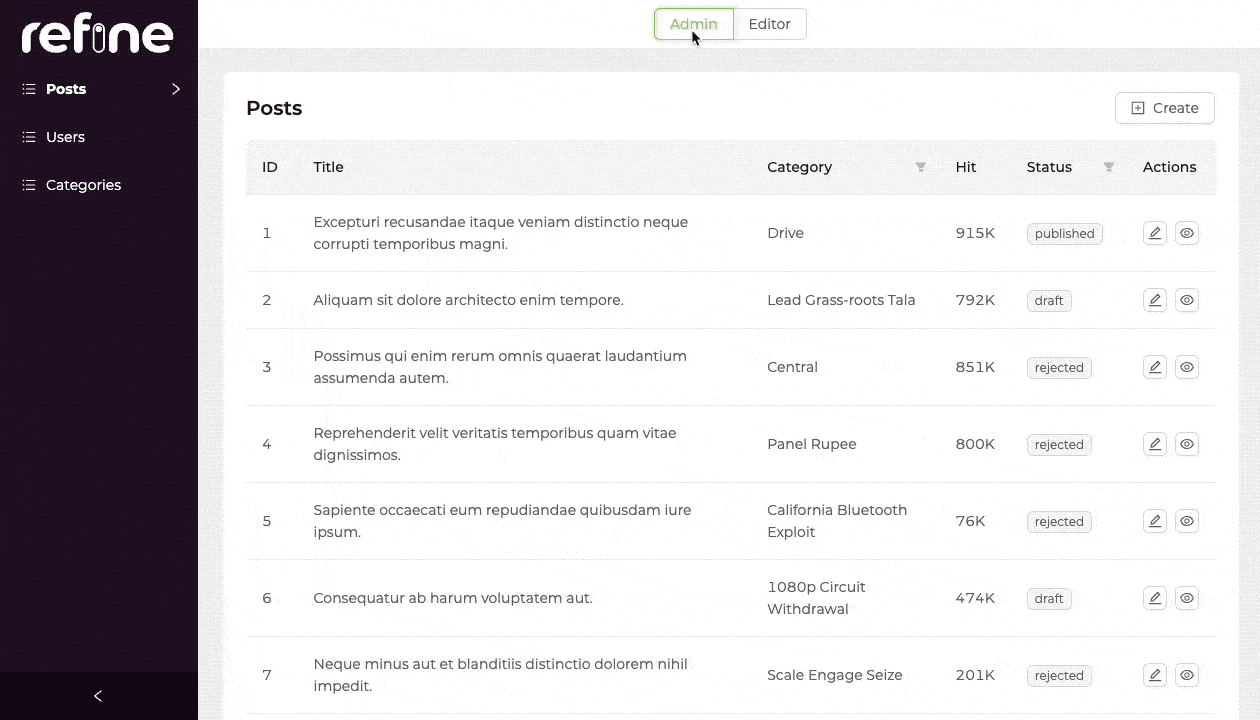 refine
Admin Editor
Posts
Users
Categories
Posts
Create
ID Title Category Hit Status Actions
1 Excepturi recusandae itaque veniam distinctio neque Drive 915K published
corrupti temporibus magni.
2 Aliquam sit dolore architecto enim tempore. Lead Grass-roots Tala 792K draft
3 Possimus qui enim rerum omnis quaerat laudantium Central 851K rejected
assumenda autem.
4 Reprehenderit velit veritatis temporibus quam vitae Panel Rupee 800K rejected
dignissimos.
5 Sapiente occaecati eum repudiandae quibusdam iure California Bluetooth 76K rejected
ipsum. Exploit
6 Consequatur ab harum voluptatem aut. 1080p Circuit 474K draft
Withdrawal
7 Neque minus aut et blanditiis distinctio dolorem nihil Scale Engage Seize 201K rejected
impedit.